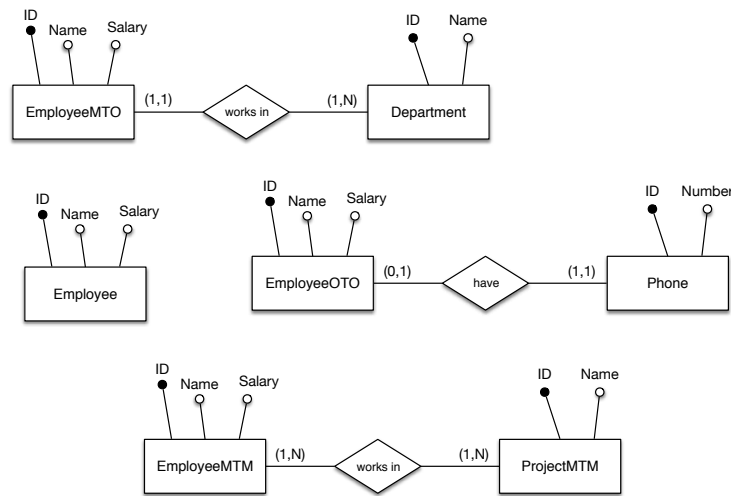 ID
Name
Salary
ID
Name
EmployeeMTO
(1,1)
works in
(1,N)
Department
ID
Name
Salary
ID
Name
Salary
ID
Number
Employee
EmployeeOTO
(0,1)
have
(1,1)
Phone
ID
Name
Salary
ID
Name
EmployeeMTM
(1,N)
works in
(1,N)
ProjectMTM